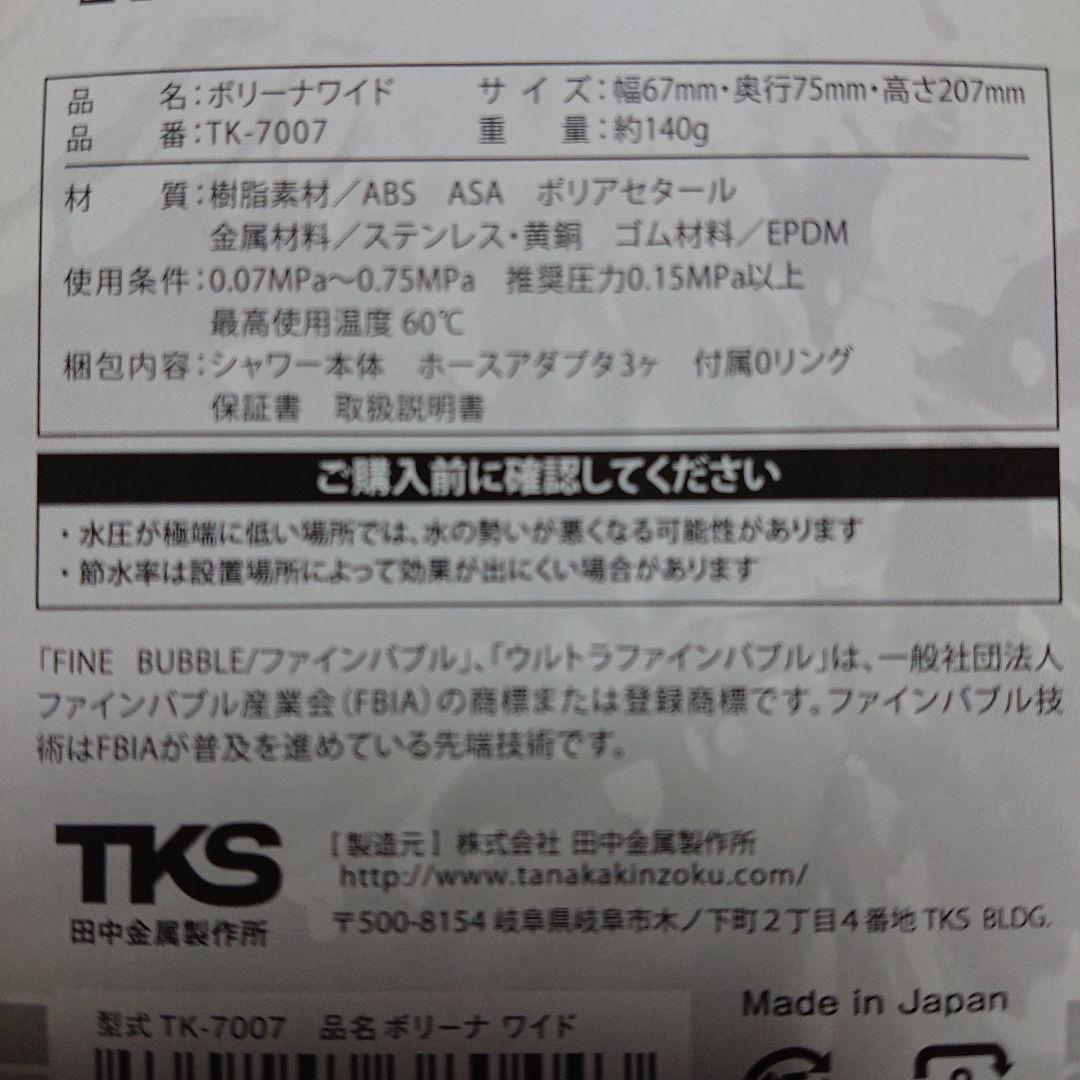 品　名：ボリーナワイド　サイズ：幅67mm・奥行75mm・高さ207mm
品　番：TK-7007　重　量：約140g
材　質：樹脂素材／ABS　ASA　ポリアセタール
金属材料／ステンレス・黄銅　ゴム材料／EPDM
使用条件：0.07MPa〜0.75MPa　推奨圧力0.15MPa以上
最高使用温度 60℃
梱包内容：シャワー本体　ホースアダプタ3ヶ　付属Oリング
保証書　取扱説明書
ご購入前に確認してください
・水圧が極端に低い場所では、水の勢いが悪くなる可能性があります
・節水率は設置場所によって効果が出にくい場合があります
「FINE BUBBLE/ファインバブル」、「ウルトラファインバブル」は、一般社団法人
ファインバブル産業会（FBIA）の商標または登録商標です。ファインバブル技
術はFBIAが普及を進めている先端技術です。
TKS
田中金属製作所
［製造元］株式会社 田中金属製作所
http://www.tanakakinzoku.com/
〒500-8154 岐阜県岐阜市木ノ下町2丁目4番地 TKS BLDG.
Made in Japan
型式 TK-7007　品名 ボリーナ ワイド